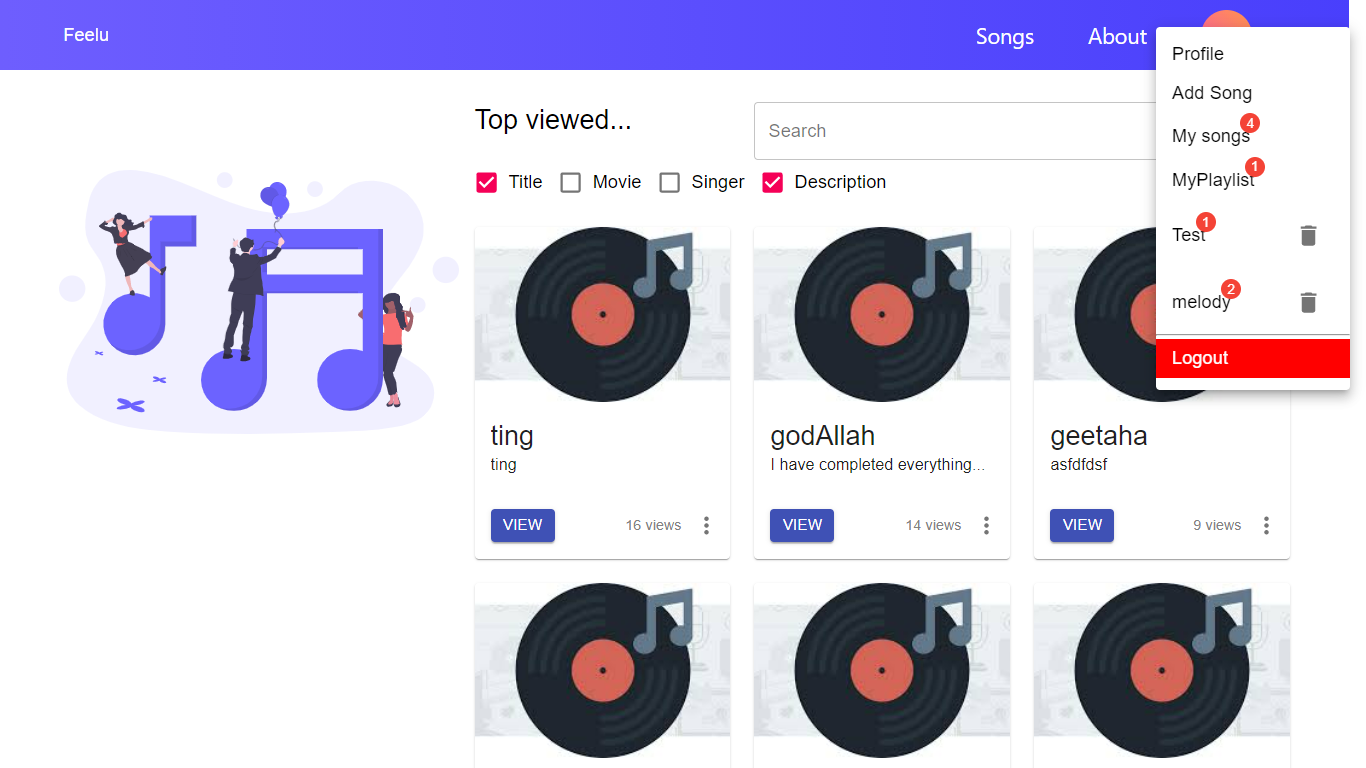 Feelu
Songs
About
Profile
Add Song
My songs 4
MyPlaylist 1
Test 1
melody 2
Logout
Top viewed...
Search
Title Movie Singer Description
ting
ting
VIEW 16 views
godAllah
I have completed everything...
VIEW 14 views
geetaha
asfdfdsf
VIEW 9 views